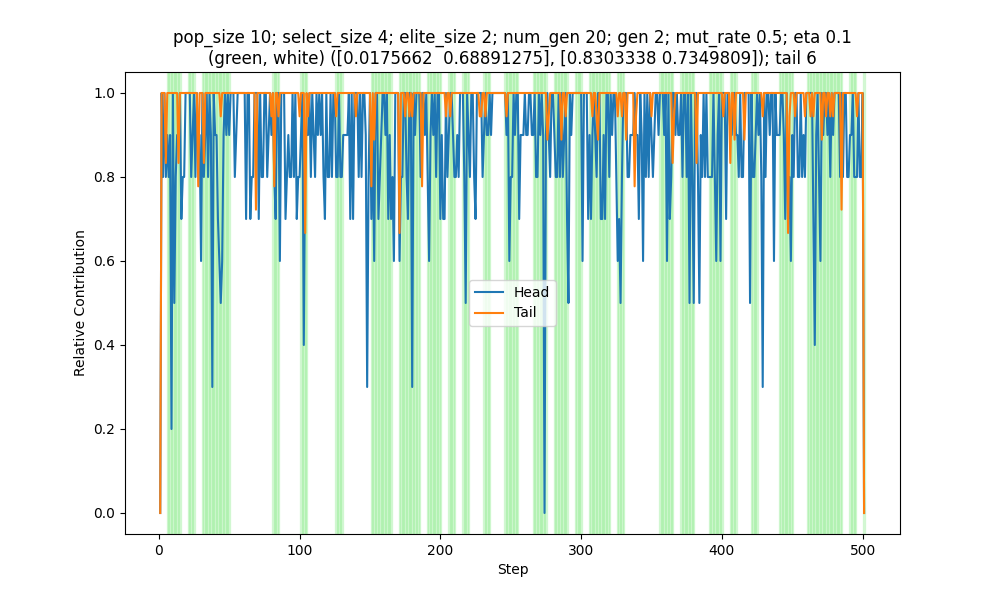 pop_size 10; select_size 4; elite_size 2; num_gen 20; gen 2; mut_rate 0.5; eta 0.1
(green, white) ([0.0175662  0.68891275], [0.8303338 0.7349809]); tail 6
1.0
0.8
0.6
0.4
0.2
0.0
Relative Contribution
Head
Tail
0
100
200
300
400
500
Step